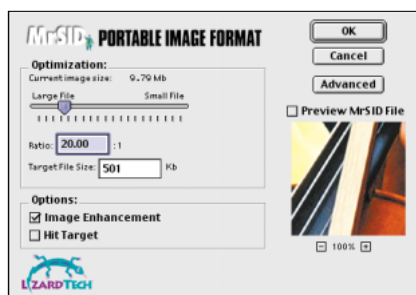 MrSID PORTABLE IMAGE FORMAT
OK
Cancel
Advanced
Optimization:
Current image size: 9.79 Mb
Large File Small File
Ratio: 20.00 :1
Target File Size: 501 Kb
Preview MrSID File
100%
Options:
Image Enhancement
Hit Target
LIZARDTECH